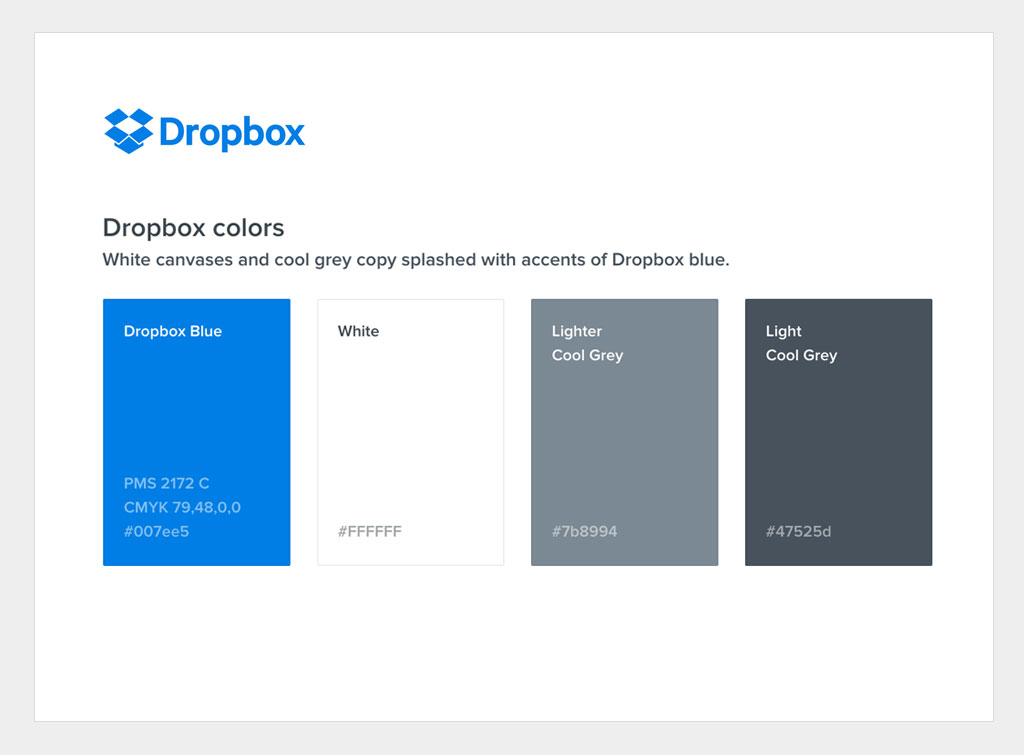 Dropbox
Dropbox colors
White canvases and cool grey copy splashed with accents of Dropbox blue.
Dropbox Blue
PMS 2172 C
CMYK 79,48,0,0
#007ee5
White
#FFFFFF
Lighter
Cool Grey
#7b8994
Light
Cool Grey
#47525d